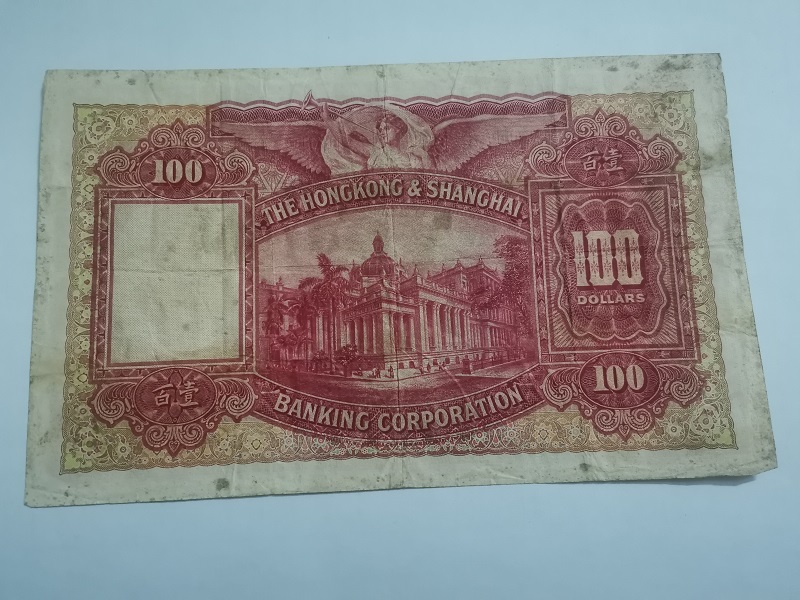 100
壹百
THE HONGKONG & SHANGHAI
100
DOLLARS
壹百
100
BANKING CORPORATION